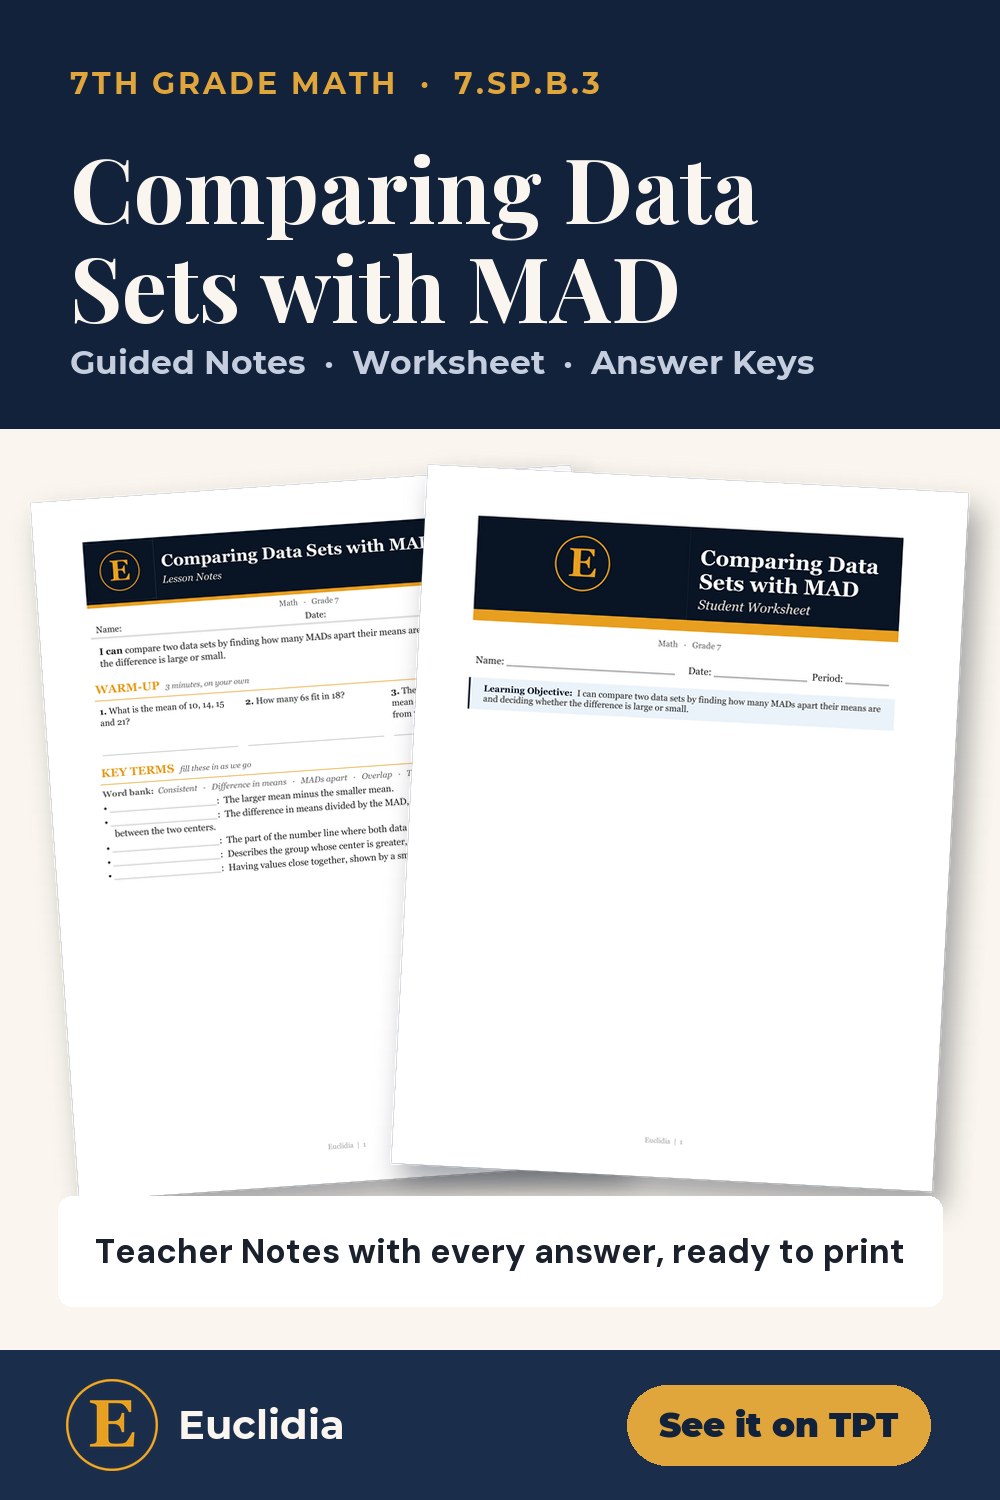 7TH GRADE MATH · 7.SP.B.3
Comparing Data
Sets with MAD
Guided Notes · Worksheet · Answer Keys
E
Comparing Data Sets with MAD
Lesson Notes
Math · Grade 7
Name:
Date:
I can compare two data sets by finding how many MADs apart their means are
the difference is large or small.
WARM-UP 3 minutes, on your own
1. What is the mean of 10, 14, 15
and 21?
2. How many 6s fit in 18?
3. The
mean
from
KEY TERMS fill these in as we go
Word bank: Consistent · Difference in means · MADs apart · Overlap · T
: The larger mean minus the smaller mean.
: The difference in means divided by the MAD,
between the two centers.
: The part of the number line where both data
: Describes the group whose center is greater,
: Having values close together, shown by a sm
Euclidia | 1
E
Comparing Data
Sets with MAD
Student Worksheet
Math · Grade 7
Name: Date: Period:
Learning Objective: I can compare two data sets by finding how many MADs apart their means are
and deciding whether the difference is large or small.
Euclidia | 1
Teacher Notes with every answer, ready to print
E
Euclidia
See it on TPT